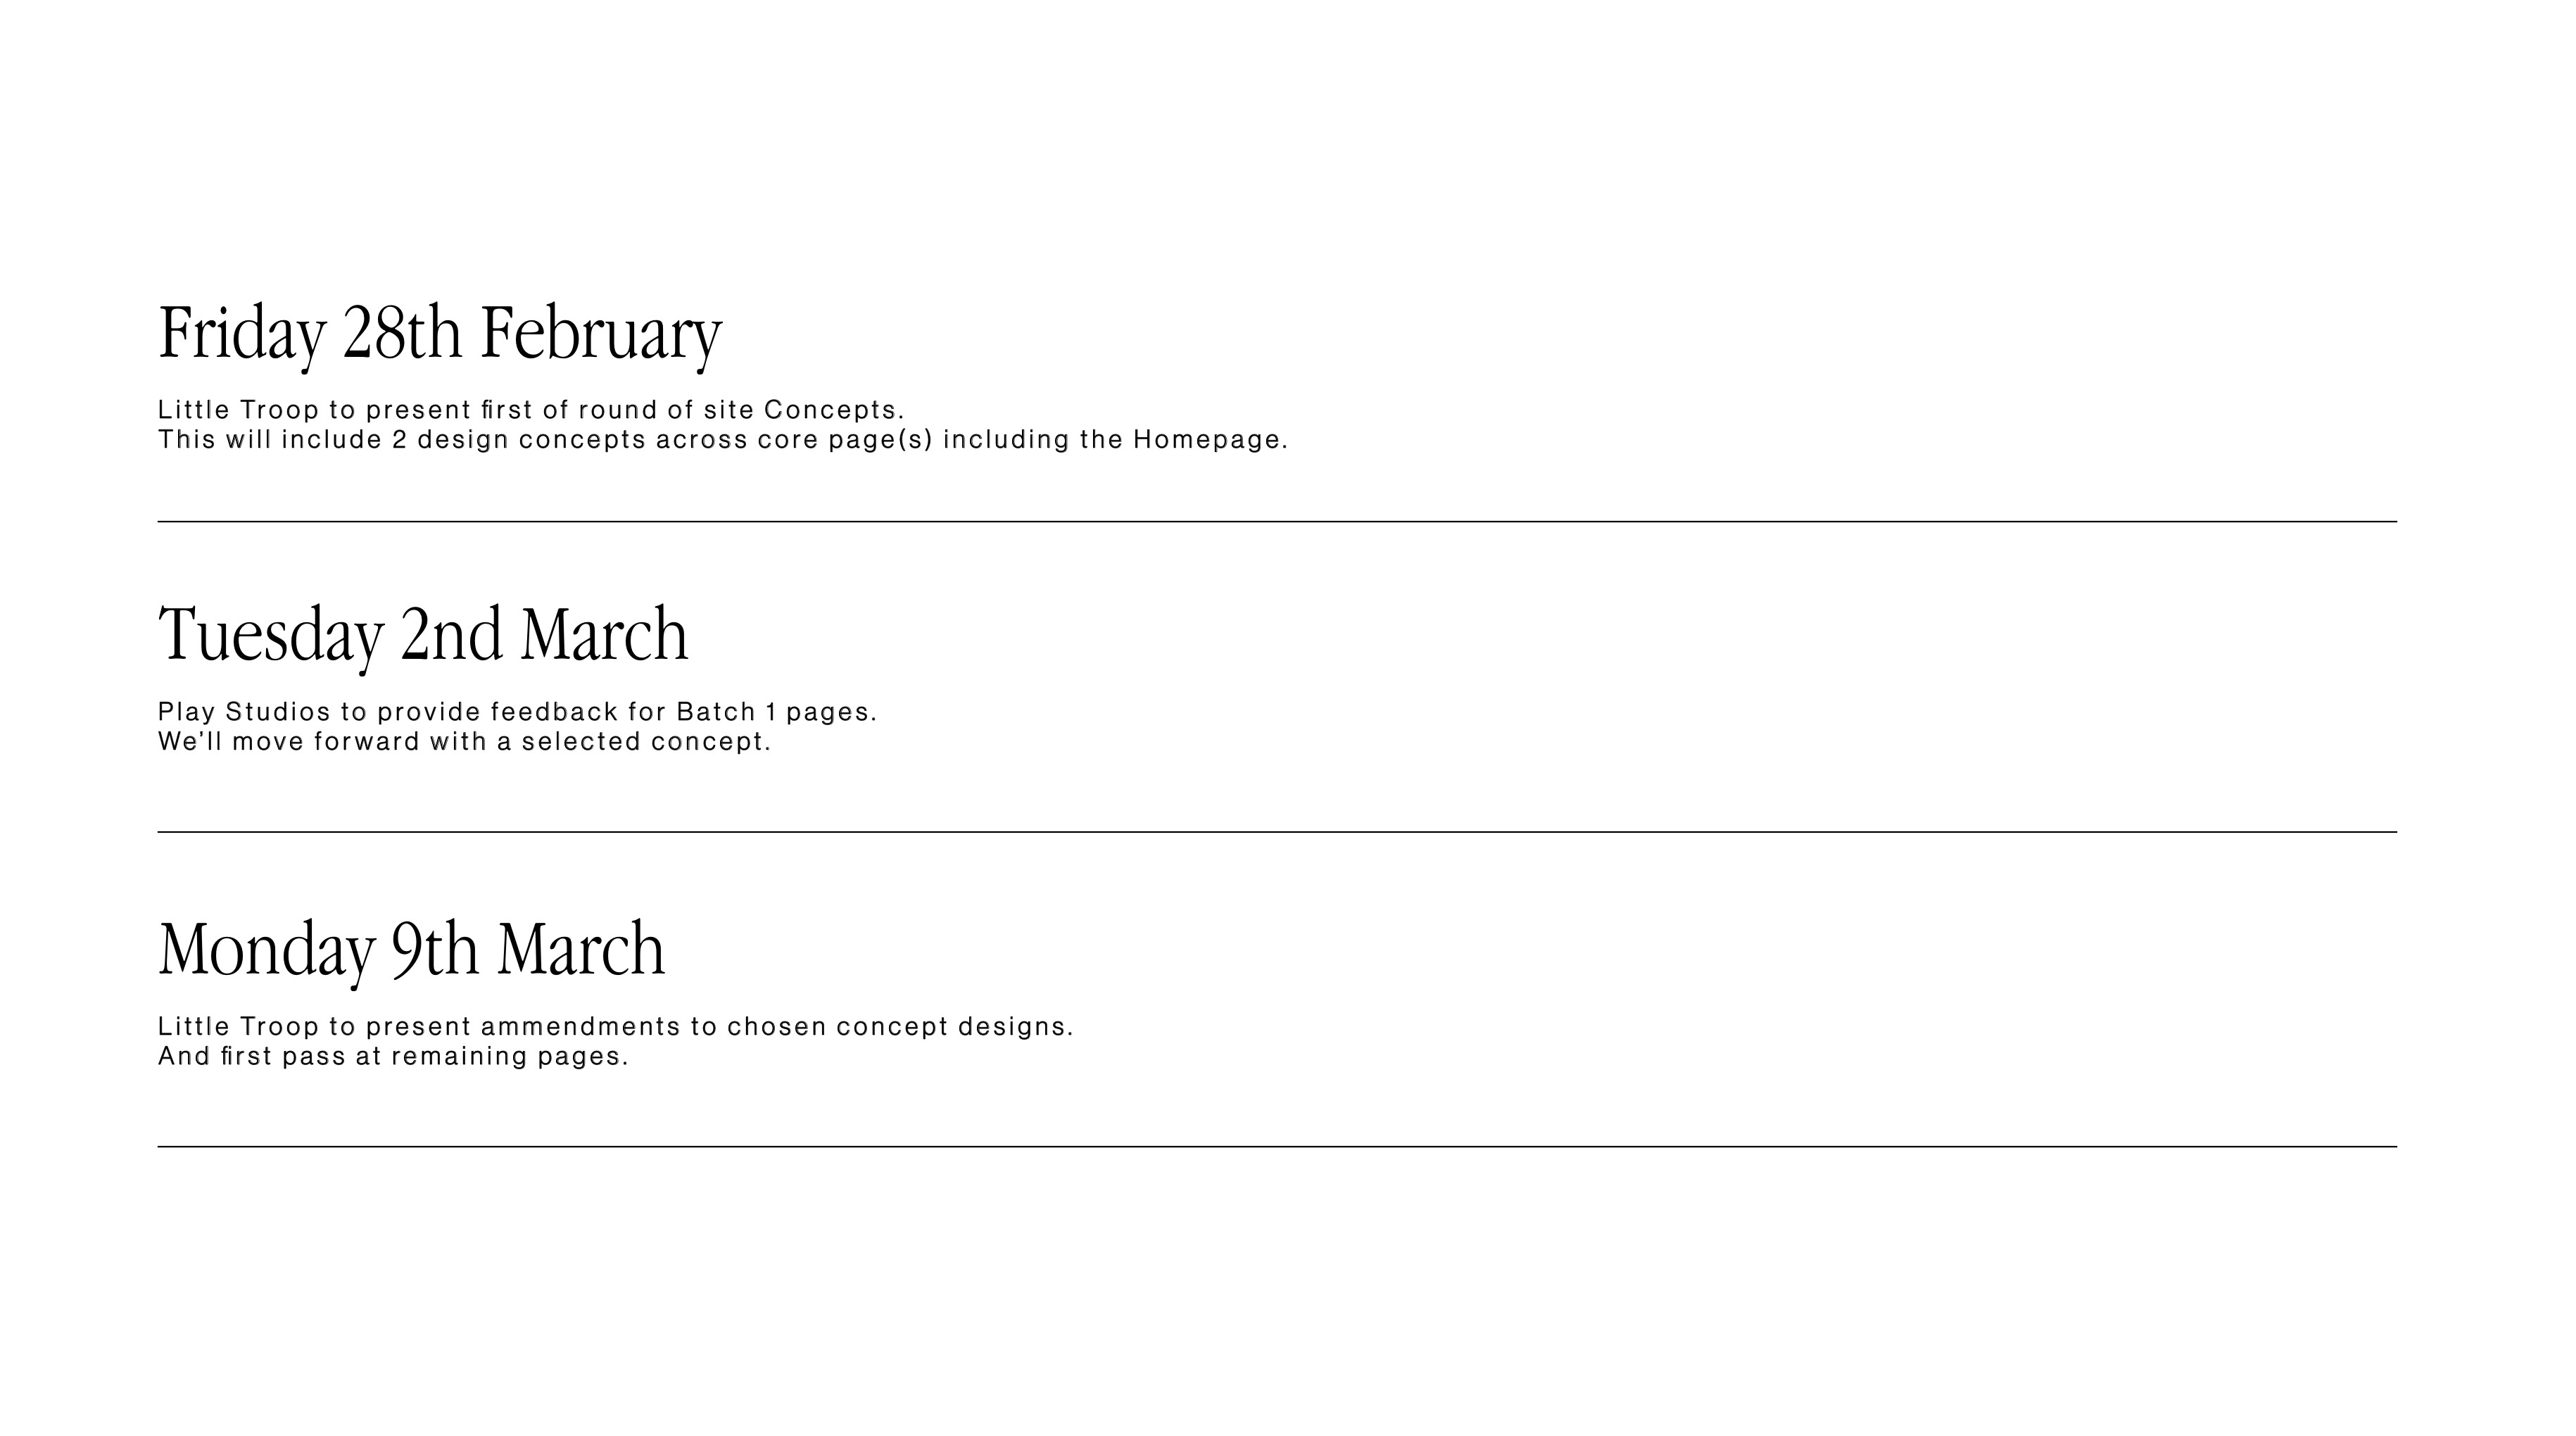 Friday 28th February
Little Troop to present first of round of site Concepts.
This will include 2 design concepts across core page(s) including the Homepage.
Tuesday 2nd March
Play Studios to provide feedback for Batch 1 pages.
We'll move forward with a selected concept.
Monday 9th March
Little Troop to present ammendments to chosen concept designs.
And first pass at remaining pages.